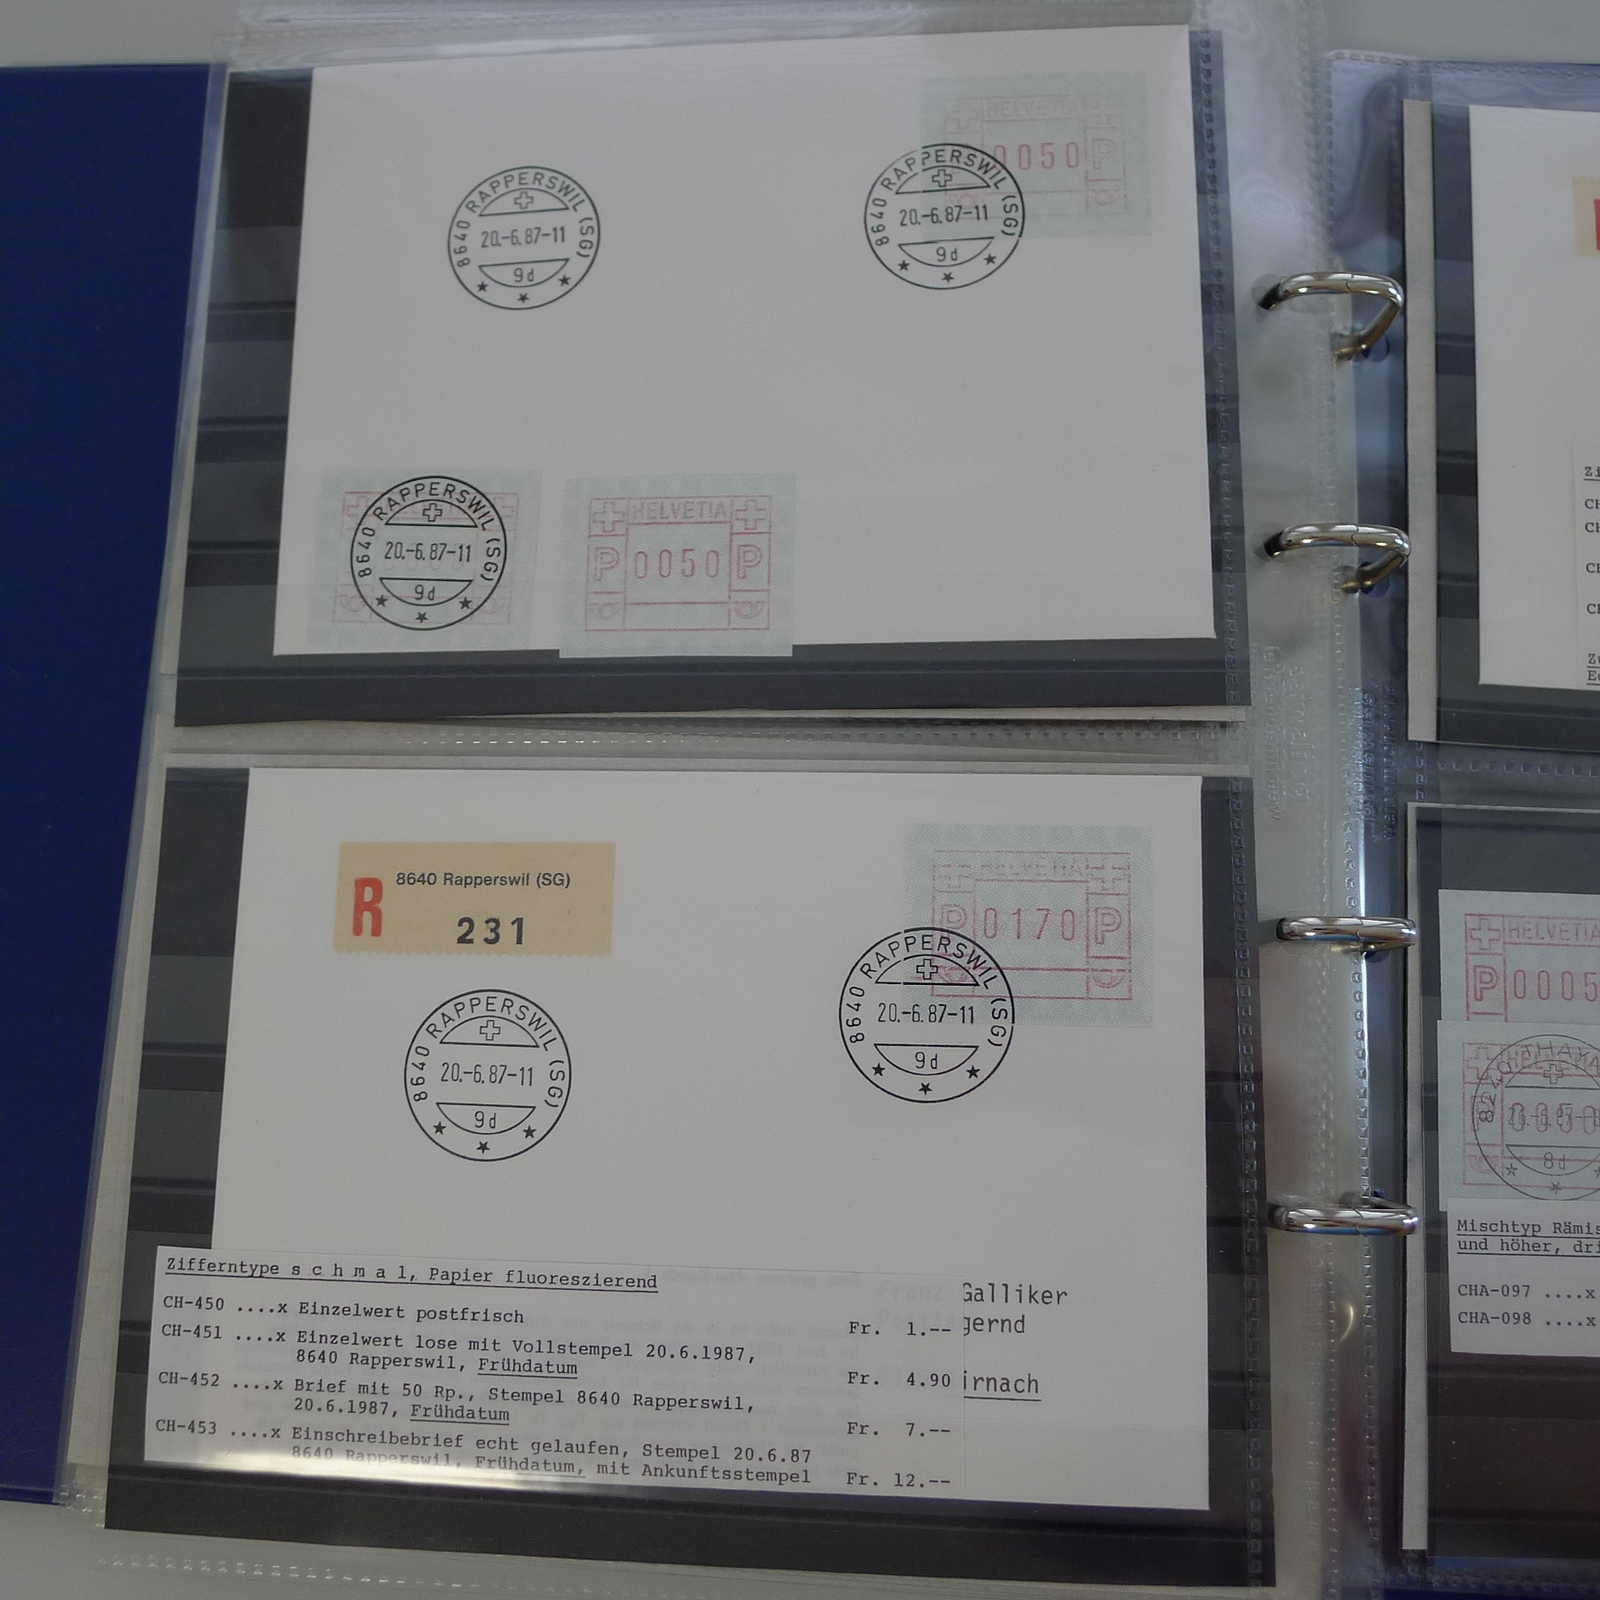 HELVETIA
0050 P
8640 RAPPERSWIL (SG)
20.-6.87-11
9d
8640 RAPPERSWIL (SG)
20.-6.87-11
9d
8640 RAPPERSWIL (SG)
20.-6.87-11
9d
HELVETIA
P 0050 P
R 8640 Rapperswil (SG)
231
HELVETIA
P 0170 P
8640 RAPPERSWIL (SG)
20.-6.87-11
9d
8640 RAPPERSWIL (SG)
20.-6.87-11
9d
Zifferntype s c h m a l, Papier fluoreszierend
CH-450 ....x Einzelwert postfrisch Fr. 1.--
CH-451 ....x Einzelwert lose mit Vollstempel 20.6.1987,
8640 Rapperswil, Frühdatum Fr. 4.90
CH-452 ....x Brief mit 50 Rp., Stempel 8640 Rapperswil,
20.6.1987, Frühdatum Fr. 7.--
CH-453 ....x Einschreibebrief echt gelaufen, Stempel 20.6.87
8640 Rapperswil, Frühdatum, mit Ankunftsstempel Fr. 12.--
Galliker
gernd
irnach
HELVETIA
P 0005
8d
Mischtyp
und höher,
CHA-097 ....x
CHA-098 ....x